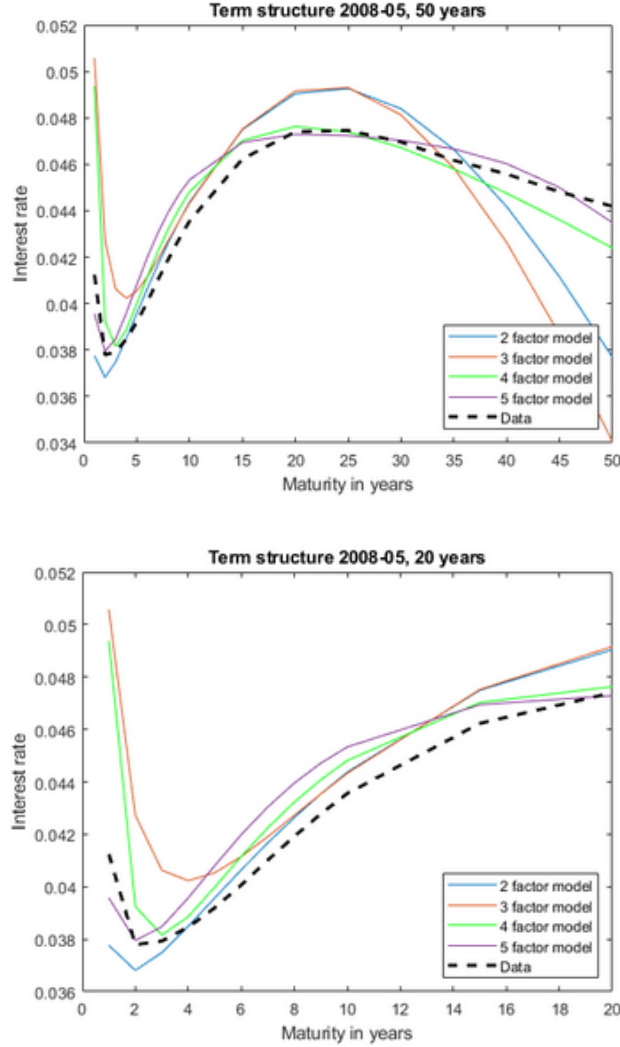 Term structure 2008-05, 50 years
0.052
0.05
0.048
0.046
0.044
0.042
0.04
0.038
0.036
0.034
Interest rate
2 factor model
3 factor model
4 factor model
5 factor model
Data
0 5 10 15 20 25 30 35 40 45 50
Maturity in years
Term structure 2008-05, 20 years
0.052
0.05
0.048
0.046
0.044
0.042
0.04
0.038
0.036
Interest rate
2 factor model
3 factor model
4 factor model
5 factor model
Data
0 2 4 6 8 10 12 14 16 18 20
Maturity in years